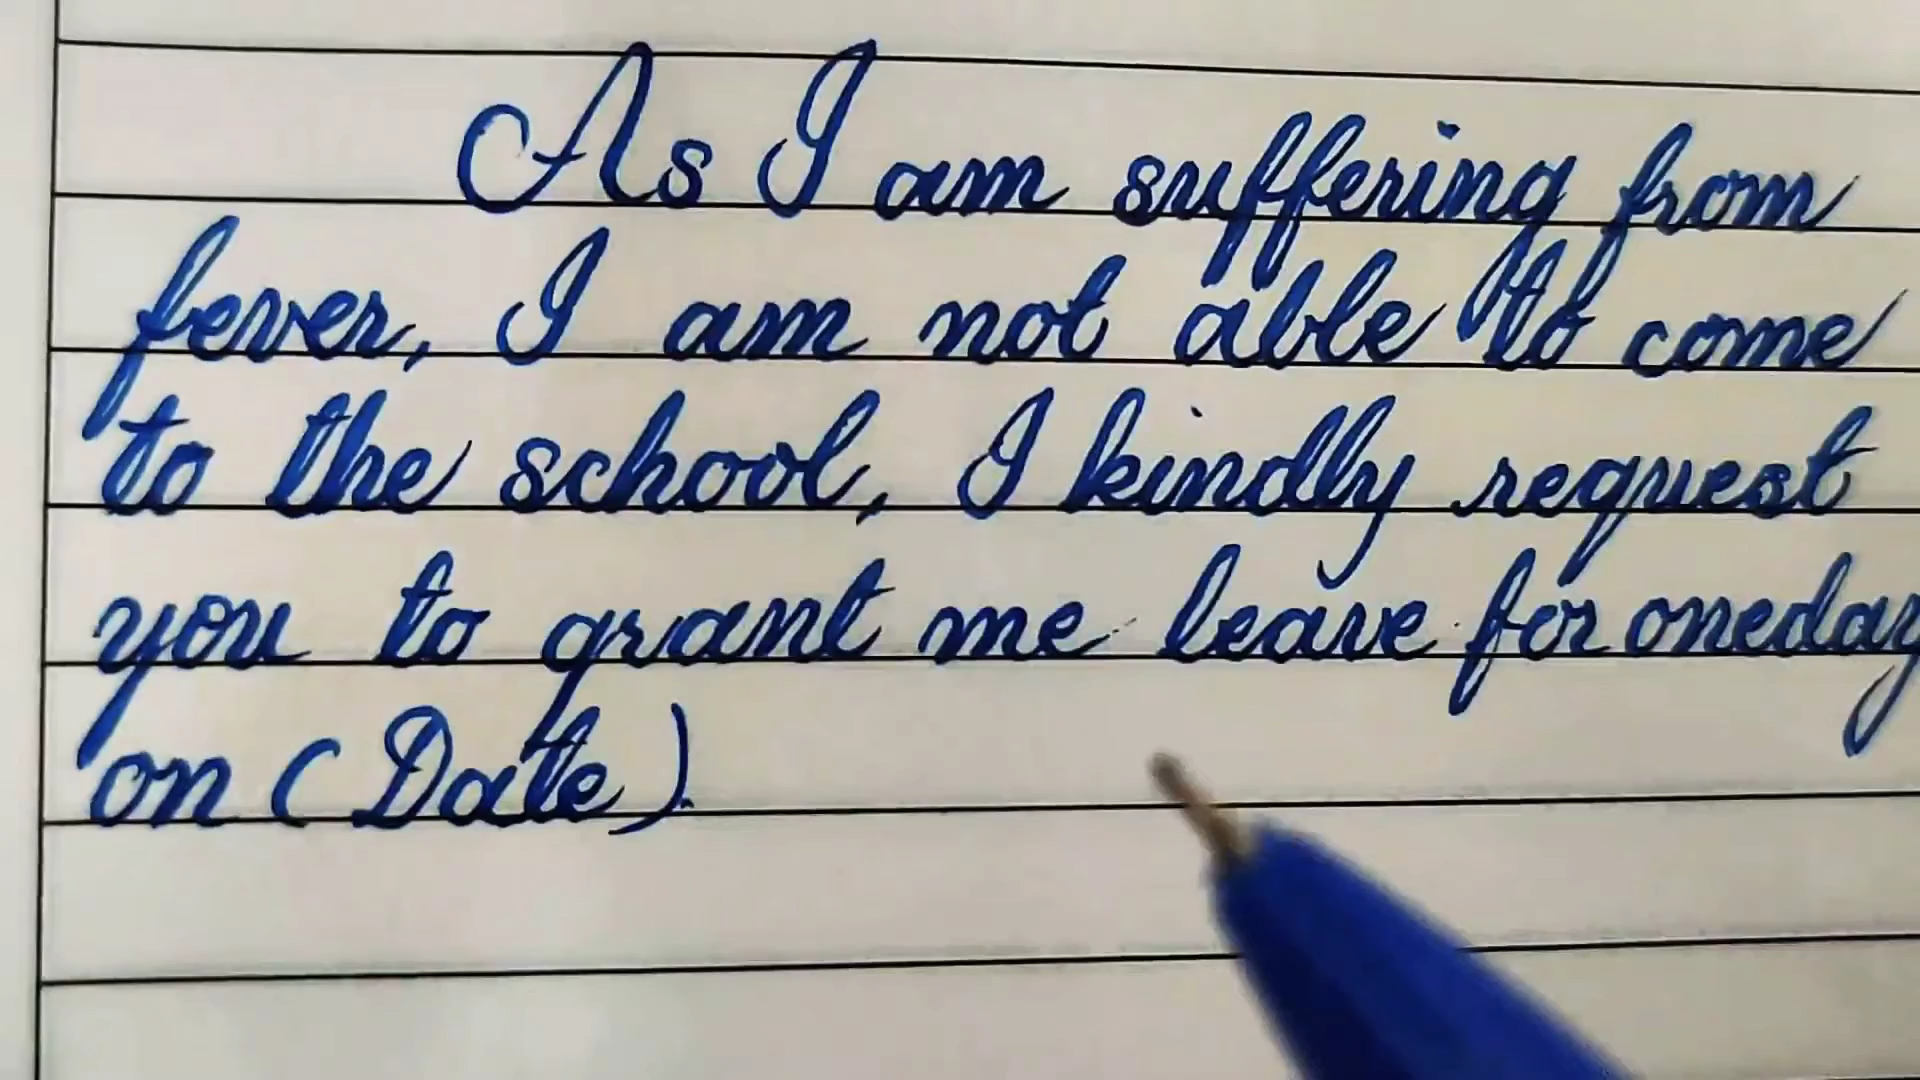 As I am suffering from
fever, I am not able to come
to the school, I kindly request
you to grant me leave for oneday
on (Date).